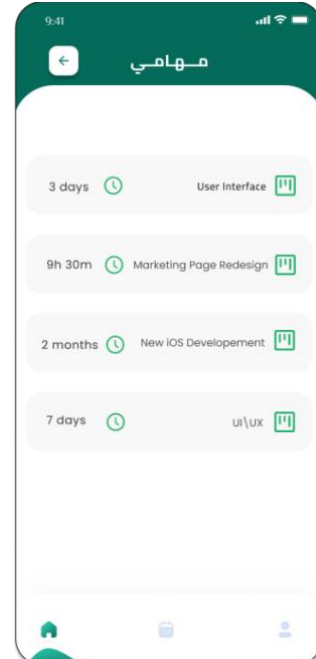 9:41
مهامي
3 days User Interface
9h 30m Marketing Page Redesign
2 months New iOS Developement
7 days UI\UX